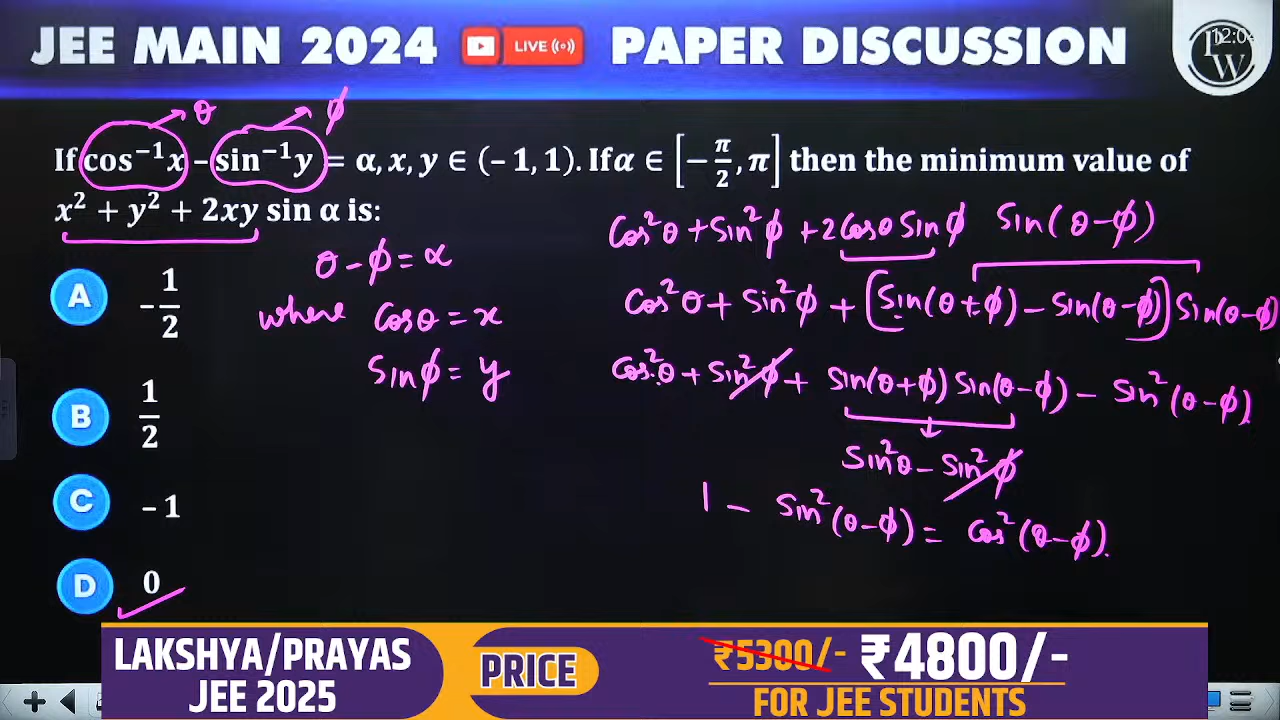 JEE MAIN 2024 LIVE PAPER DISCUSSION
12:04
PW
θ ϕ
If cos⁻¹x − sin⁻¹y = α, x, y ∈ (−1, 1). If α ∈ [−π/2, π] then the minimum value of
x² + y² + 2xy sin α is:
A −1/2
B 1/2
C −1
D 0
θ - ϕ = α
where cosθ = x
sinϕ = y
cos²θ + sin²ϕ + 2cosθ sinϕ sin(θ-ϕ)
cos²θ + sin²ϕ + [sin(θ+ϕ) - sin(θ-ϕ)] sin(θ-ϕ)
cos²θ + sin²ϕ + sin(θ+ϕ) sin(θ-ϕ) - sin²(θ-ϕ).
sin²θ - sin²ϕ
1 - sin²(θ-ϕ) = cos²(θ-ϕ).
LAKSHYA/PRAYAS
JEE 2025
PRICE
₹5300/- ₹4800/-
FOR JEE STUDENTS